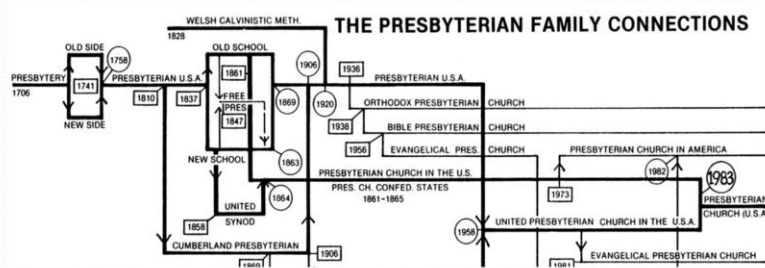 THE PRESBYTERIAN FAMILY CONNECTIONS
WELSH CALVINISTIC METH.
1828
OLD SIDE
1758
OLD SCHOOL
1906
1936
PRESBYTERY
1706
1741
PRESBYTERIAN U.S.A.
1861
PRESBYTERIAN U.S.A.
1810
1837
FREE
PRES.
1847
1869
1920
ORTHODOX PRESBYTERIAN CHURCH
NEW SIDE
1938
BIBLE PRESBYTERIAN CHURCH
1956
EVANGELICAL PRES. CHURCH
PRESBYTERIAN CHURCH IN AMERICA
NEW SCHOOL
1863
1982
PRESBYTERIAN CHURCH IN THE U.S.
1983
1864
PRES. CH. CONFED. STATES
1861-1865
1973
PRESBYTERIAN
CHURCH (U.S.A
UNITED
SYNOD
1858
1958
UNITED PRESBYTERIAN CHURCH IN THE U.S.A.
CUMBERLAND PRESBYTERIAN
1906
EVANGELICAL PRESBYTERIAN CHURCH
1869
1981